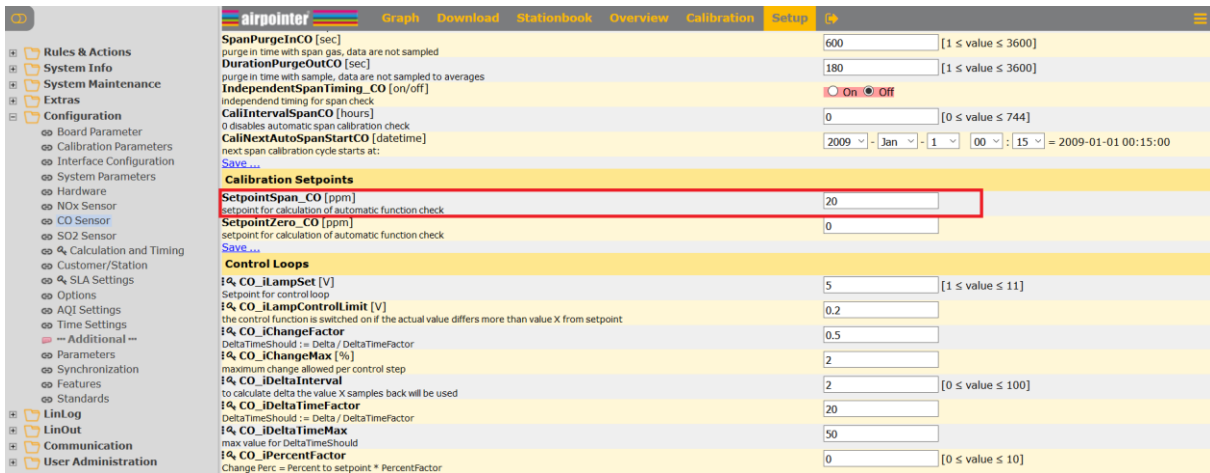 airpointer
Graph Download Stationbook Overview Calibration Setup
Rules & Actions
System Info
System Maintenance
Extras
Configuration
Board Parameter
Calibration Parameters
Interface Configuration
System Parameters
Hardware
NOx Sensor
CO Sensor
SO2 Sensor
Calculation and Timing
Customer/Station
SLA Settings
Options
AQI Settings
Time Settings
--- Additional ---
Parameters
Synchronization
Features
Standards
LinLog
LinOut
Communication
User Administration
SpanPurgeInCO [sec] 600 [1 ≤ value ≤ 3600]
purge in time with span gas, data are not sampled
DurationPurgeOutCO [sec] 180 [1 ≤ value ≤ 3600]
purge in time with sample, data are not sampled to averages
IndependentSpanTiming_CO [on/off] On Off
independend timing for span check
CaliIntervalSpanCO [hours] 0 [0 ≤ value ≤ 744]
0 disables automatic span calibration check
CaliNextAutoSpanStartCO [datetime] 2009 - Jan - 1 00 : 15 = 2009-01-01 00:15:00
next span calibration cycle starts at:
Save ...
Calibration Setpoints
SetpointSpan_CO [ppm] 20
setpoint for calculation of automatic function check
SetpointZero_CO [ppm] 0
setpoint for calculation of automatic function check
Save ...
Control Loops
CO_iLampSet [V] 5 [1 ≤ value ≤ 11]
Setpoint for control loop
CO_iLampControlLimit [V] 0.2
the control function is switched on if the actual value differs more than value X from setpoint
CO_iChangeFactor 0.5
DeltaTimeShould := Delta / DeltaTimeFactor
CO_iChangeMax [%] 2
maximum change allowed per control step
CO_iDeltaInterval 2 [0 ≤ value ≤ 100]
to calculate delta the value X samples back will be used
CO_iDeltaTimeFactor 20
DeltaTimeShould := Delta / DeltaTimeFactor
CO_iDeltaTimeMax 50
max value for DeltaTimeShould
CO_iPercentFactor 0 [0 ≤ value ≤ 10]
Change Perc = Percent to setpoint * PercentFactor